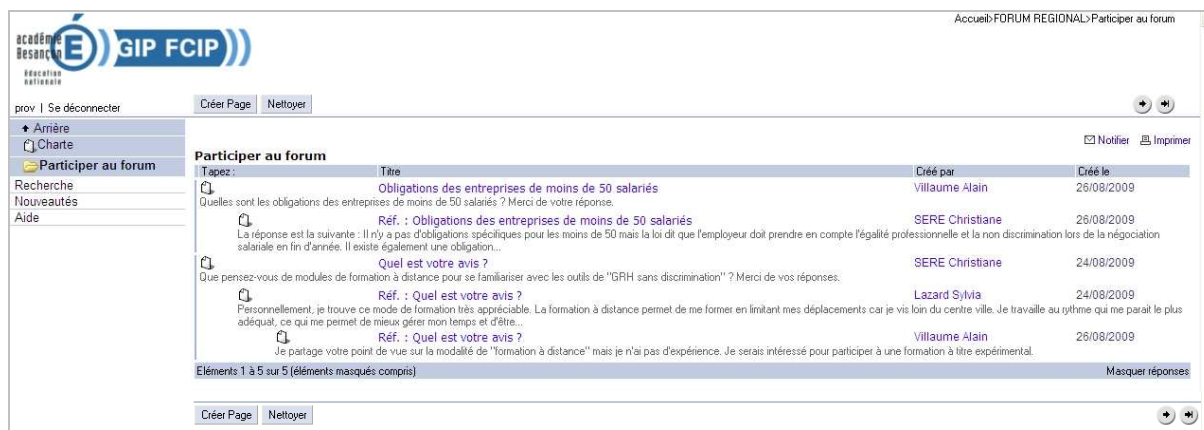 Accueil>FORUM REGIONAL>Participer au forum
académie
Besançon
É
éducation
nationale
GIP FCIP
prov | Se déconnecter
Créer Page Nettoyer
Arrière
Charte
Participer au forum
Recherche
Nouveautés
Aide
Notifier Imprimer
Participer au forum
Tapez : Titre Créé par Créé le
Obligations des entreprises de moins de 50 salariés Villaume Alain 26/08/2009
Quelles sont les obligations des entreprises de moins de 50 salariés ? Merci de votre réponse.
Réf. : Obligations des entreprises de moins de 50 salariés SERE Christiane 26/08/2009
La réponse est la suivante : Il n'y a pas d'obligations spécifiques pour les moins de 50 mais la loi dit que l'employeur doit prendre en compte l'égalité professionnelle et la non discrimination lors de la négociation
salariale en fin d'année. Il existe également une obligation...
Quel est votre avis ? SERE Christiane 24/08/2009
Que pensez-vous de modules de formation à distance pour se familiariser avec les outils de "GRH sans discrimination" ? Merci de vos réponses.
Réf. : Quel est votre avis ? Lazard Sylvia 24/08/2009
Personnellement, je trouve ce mode de formation très appréciable. La formation à distance permet de me former en limitant mes déplacements car je vis loin du centre ville. Je travaille au rythme qui me parait le plus
adéquat, ce qui me permet de mieux gérer mon temps et d'être...
Réf. : Quel est votre avis ? Villaume Alain 26/08/2009
Je partage votre point de vue sur la modalité de "formation à distance" mais je n'ai pas d'expérience. Je serais intéressé pour participer à une formation à titre expérimental.
Eléments 1 à 5 sur 5 (éléments masqués compris) Masquer réponses
Créer Page Nettoyer